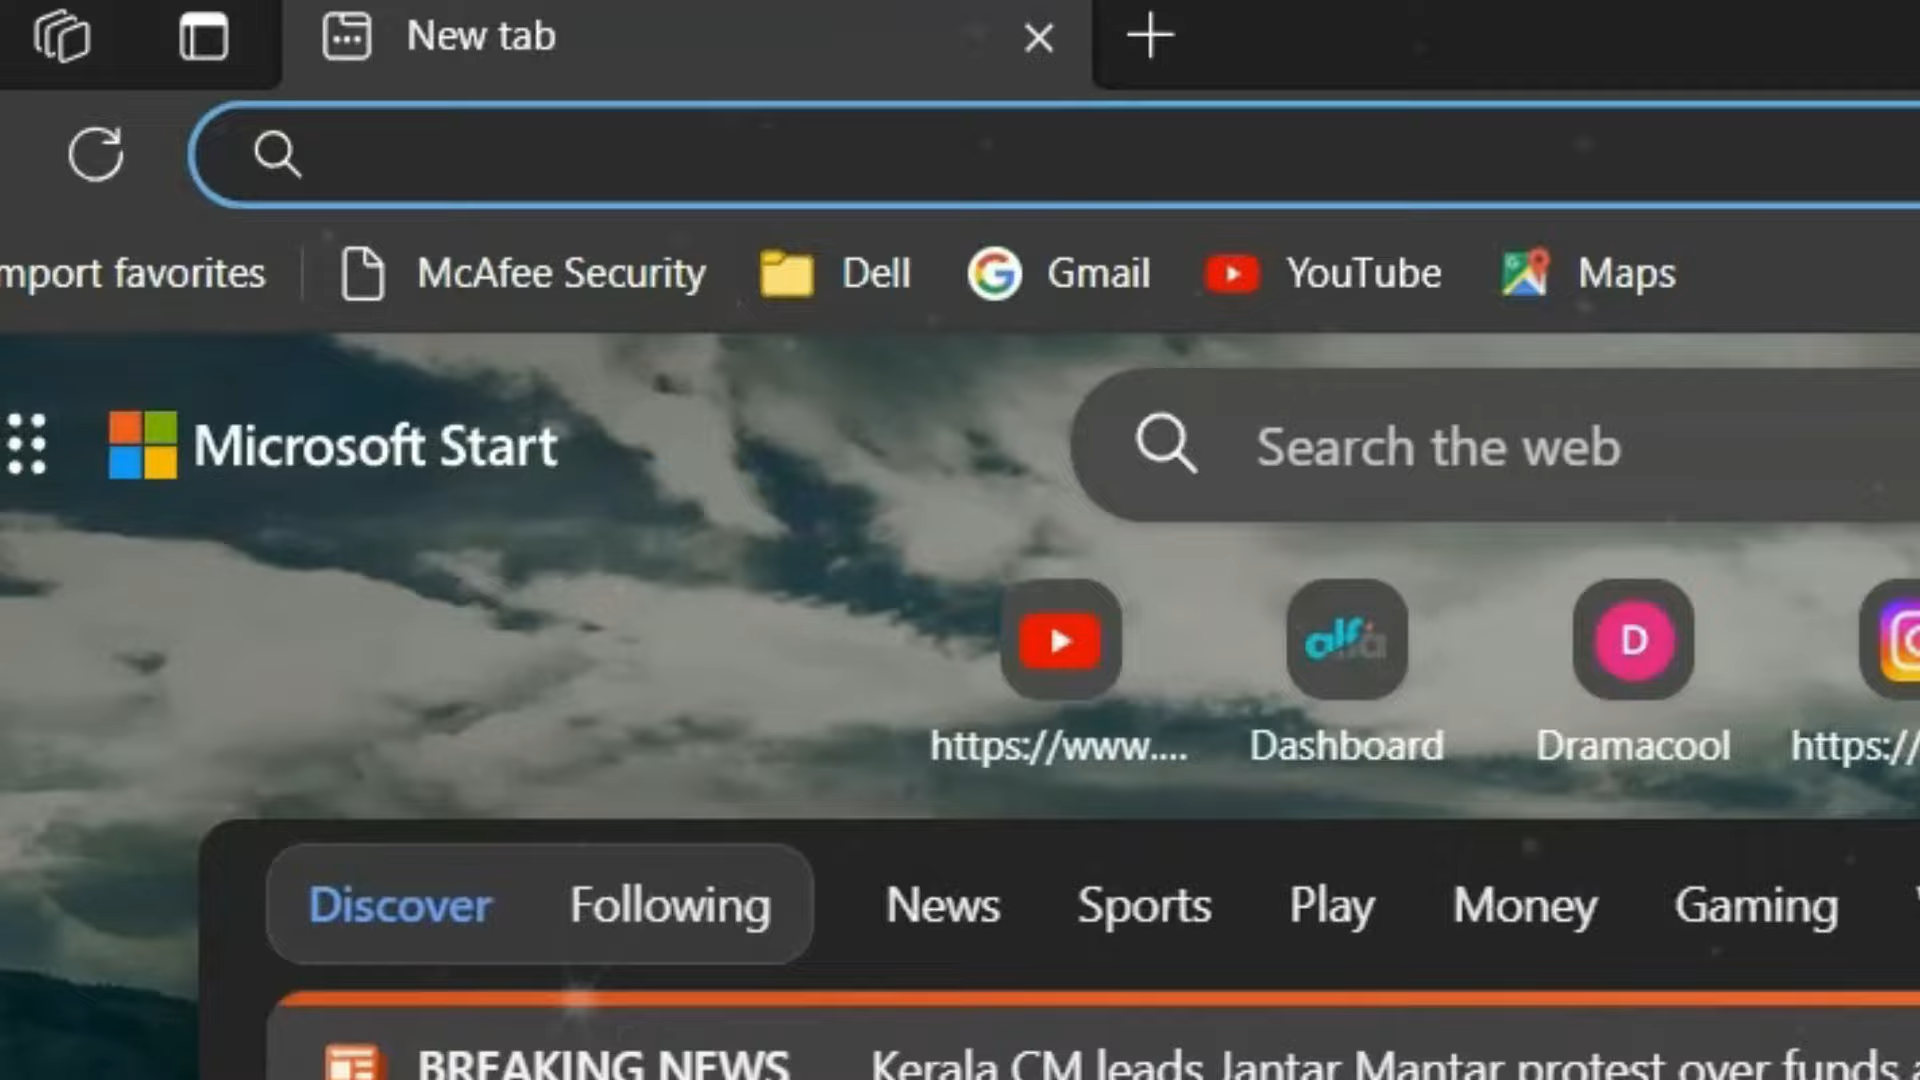 New tab
mport favorites McAfee Security Dell Gmail YouTube Maps
Microsoft Start Search the web
alfa D
https://www.... Dashboard Dramacool https://
Discover Following News Sports Play Money Gaming
BREAKING NEWS Kerala CM leads Jantar Mantar protest over funds